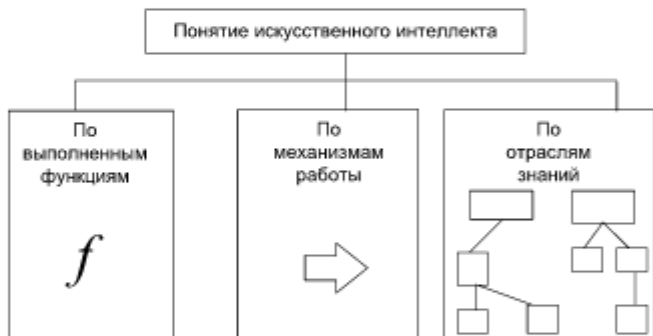 Понятие искусственного интеллекта
По
выполненным
функциям
f
По
механизмам
работы
По
отраслям
знаний